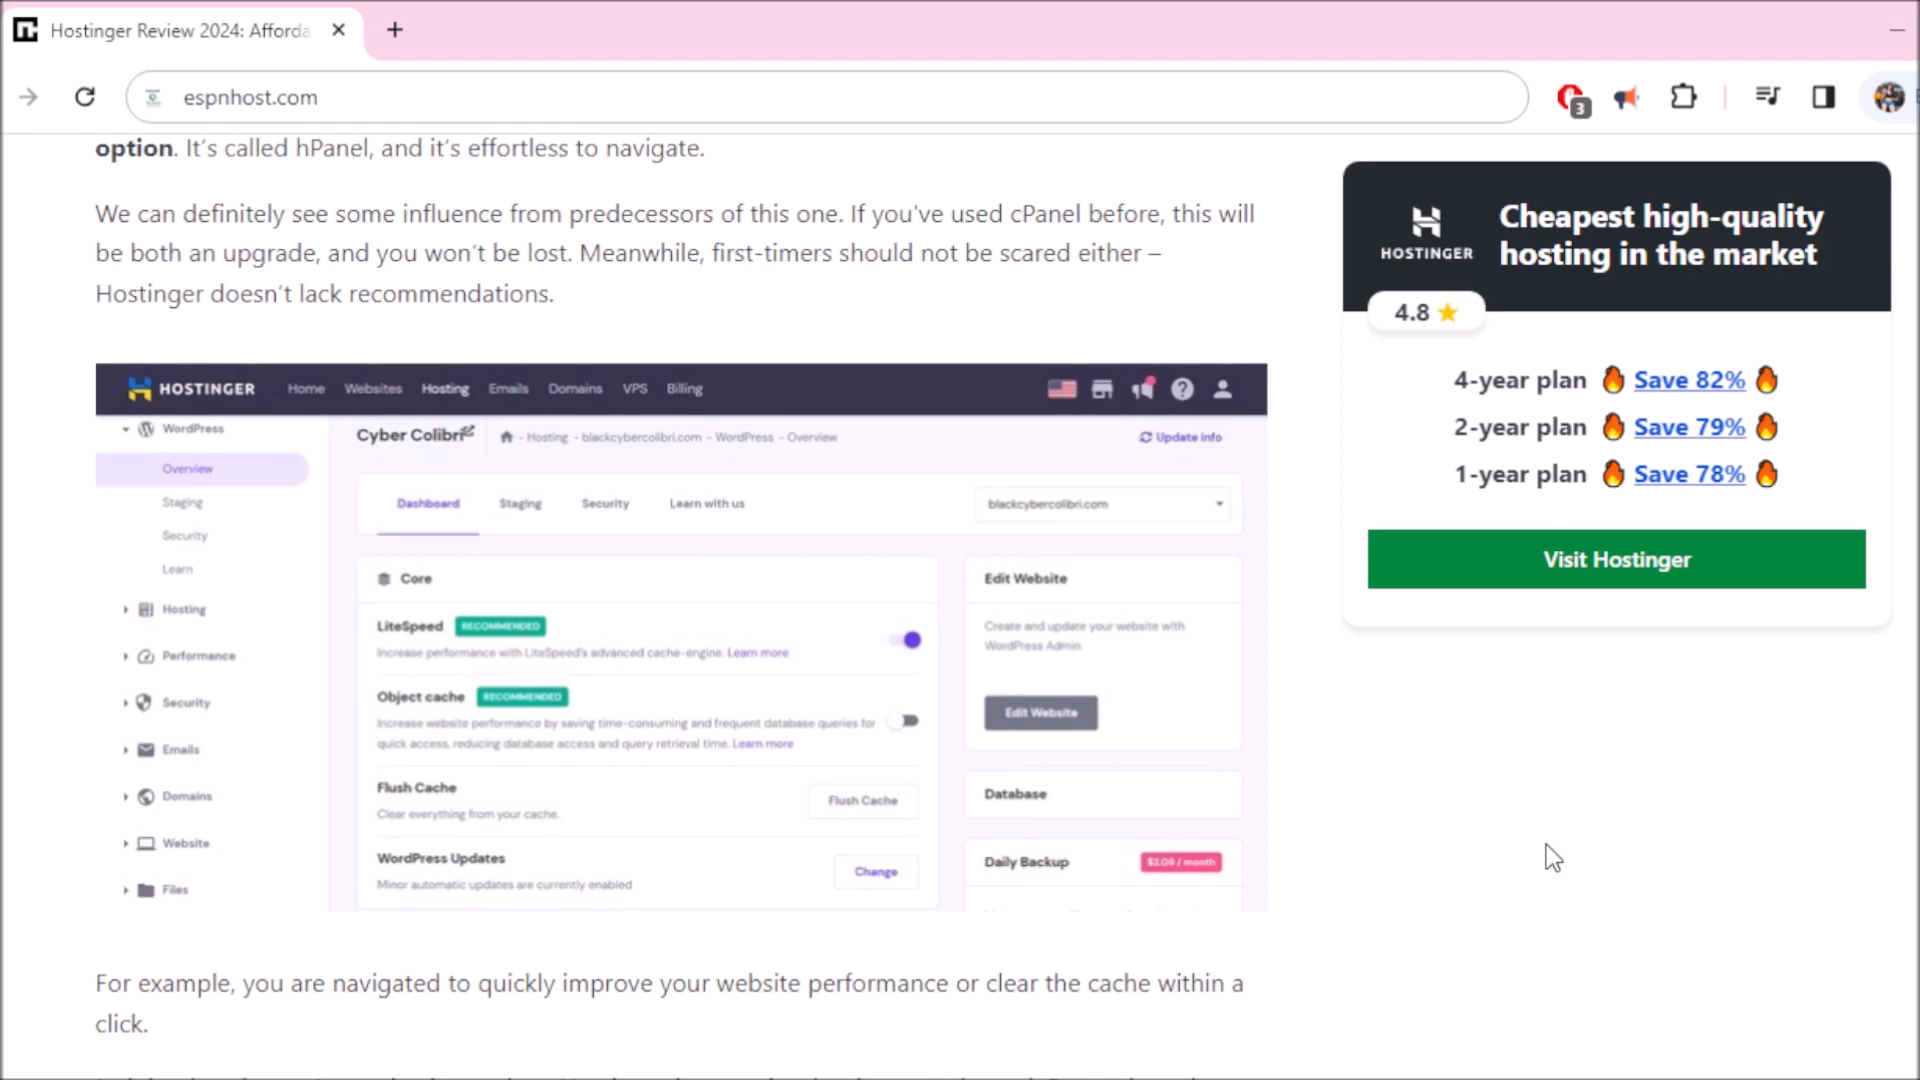 Hostinger Review 2024: Afforda
espnhost.com
3
option. It's called hPanel, and it's effortless to navigate.
We can definitely see some influence from predecessors of this one. If you've used cPanel before, this will
be both an upgrade, and you won't be lost. Meanwhile, first-timers should not be scared either –
Hostinger doesn't lack recommendations.
HOSTINGER Home Websites Hosting Emails Domains VPS Billing
WordPress
Overview
Staging
Security
Learn
Hosting
Performance
Security
Emails
Domains
Website
Files
Cyber Colibri - Hosting - blackcybercolibri.com - WordPress - Overview Update info
Dashboard Staging Security Learn with us blackcybercolibri.com
Core
LiteSpeed RECOMMENDED
Increase performance with LiteSpeed's advanced cache-engine. Learn more
Object cache RECOMMENDED
Increase website performance by saving time-consuming and frequent database queries for
quick access, reducing database access and query retrieval time. Learn more
Flush Cache
Clear everything from your cache.
Flush Cache
WordPress Updates
Minor automatic updates are currently enabled
Change
Edit Website
Create and update your website with
WordPress Admin
Edit Website
Database
Daily Backup $2.09 / month
For example, you are navigated to quickly improve your website performance or clear the cache within a
click.
HOSTINGER
Cheapest high-quality
hosting in the market
4.8
4-year plan Save 82%
2-year plan Save 79%
1-year plan Save 78%
Visit Hostinger